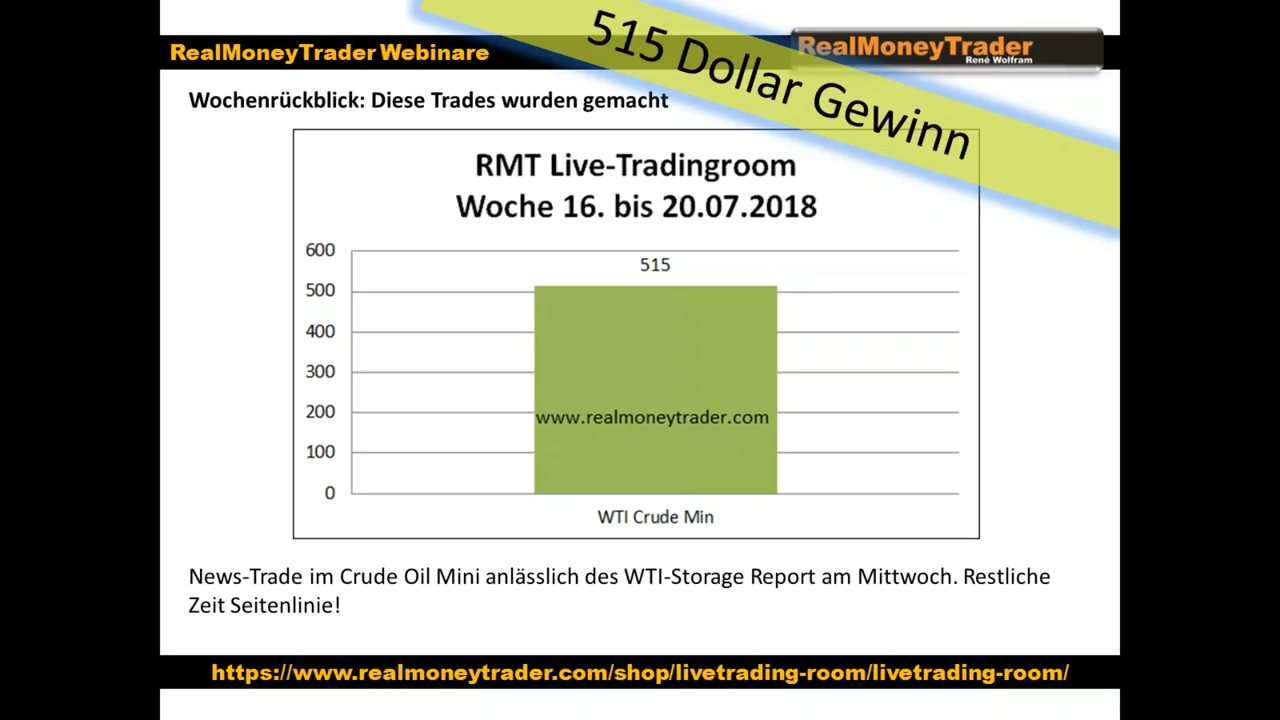 RealMoneyTrader Webinare
515 Dollar Gewinn
RealMoneyTrader
René Wolfram
Wochenrückblick: Diese Trades wurden gemacht
RMT Live-Tradingroom
Woche 16. bis 20.07.2018
600
515
500
400
300
200
www.realmoneytrader.com
100
0
WTI Crude Min
News-Trade im Crude Oil Mini anlässlich des WTI-Storage Report am Mittwoch. Restliche
Zeit Seitenlinie!
https://www.realmoneytrader.com/shop/livetrading-room/livetrading-room/